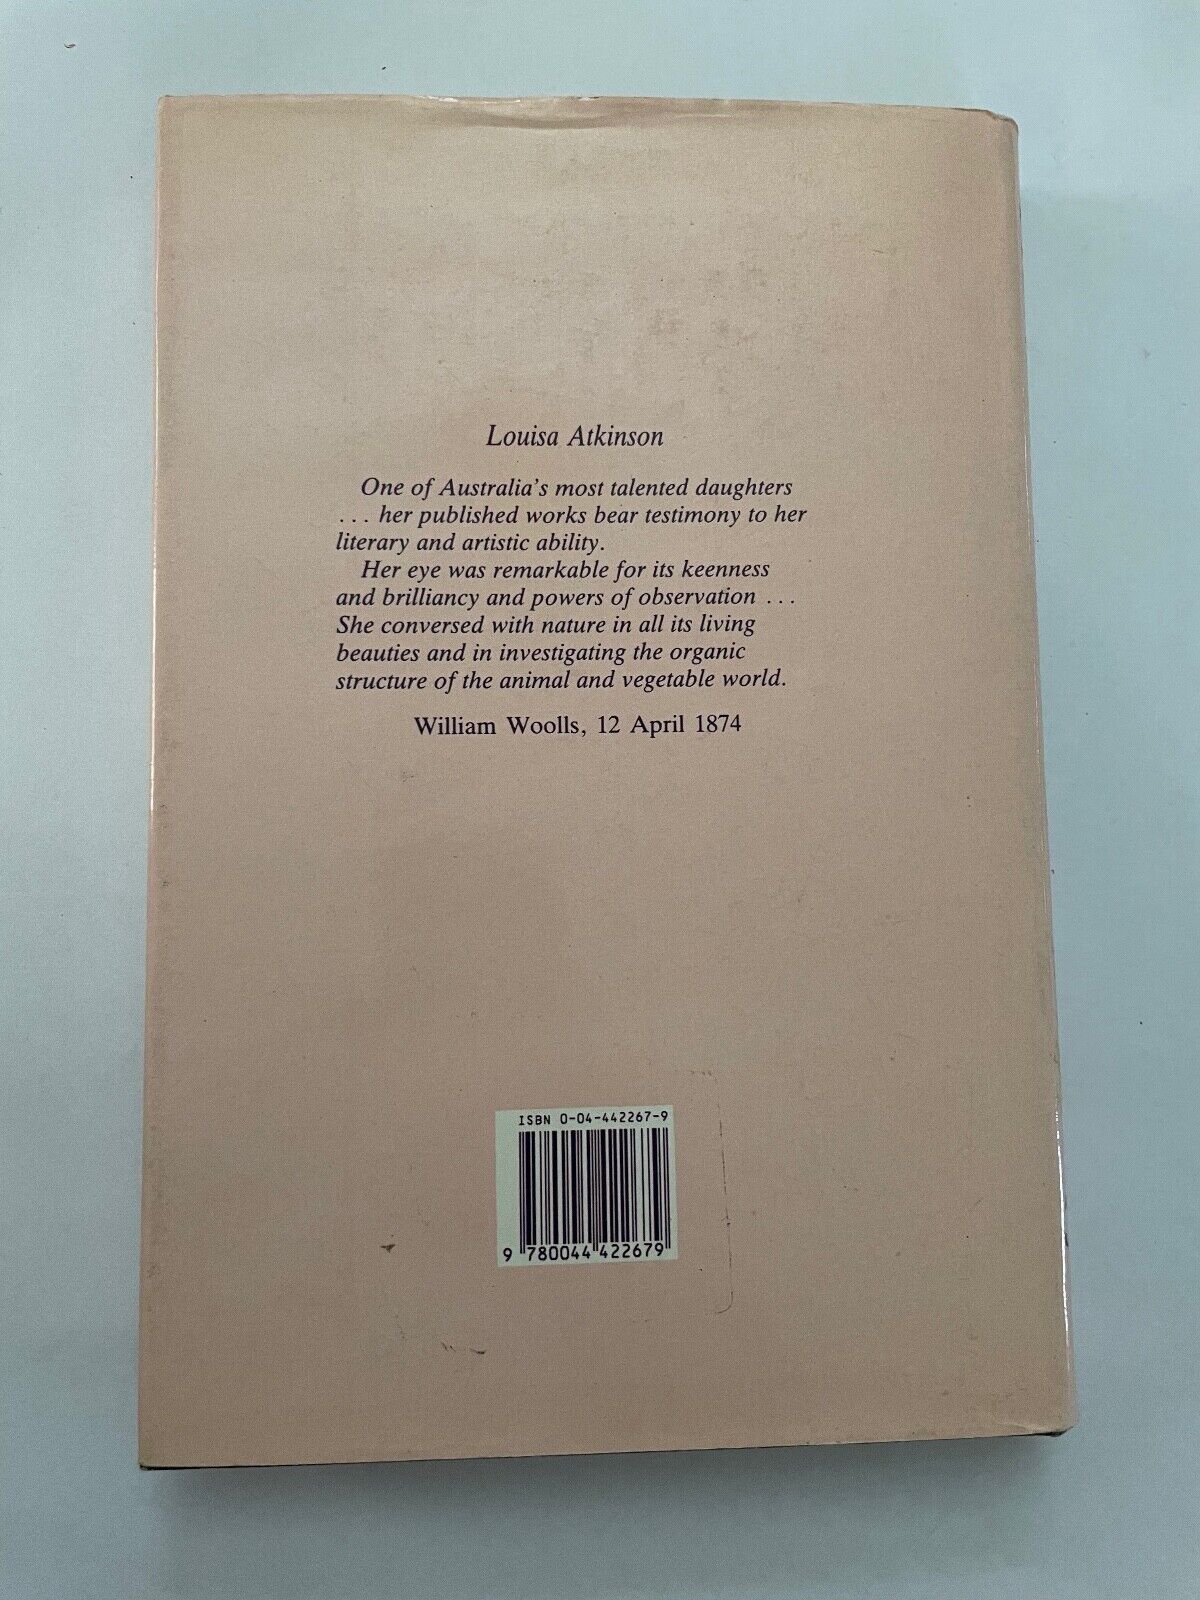 Louisa Atkinson
One of Australia's most talented daughters
... her published works bear testimony to her
literary and artistic ability.
Her eye was remarkable for its keenness
and brilliancy and powers of observation ...
She conversed with nature in all its living
beauties and in investigating the organic
structure of the animal and vegetable world.
William Woolls, 12 April 1874
ISBN 0-04-442267-9
9 780044 422679